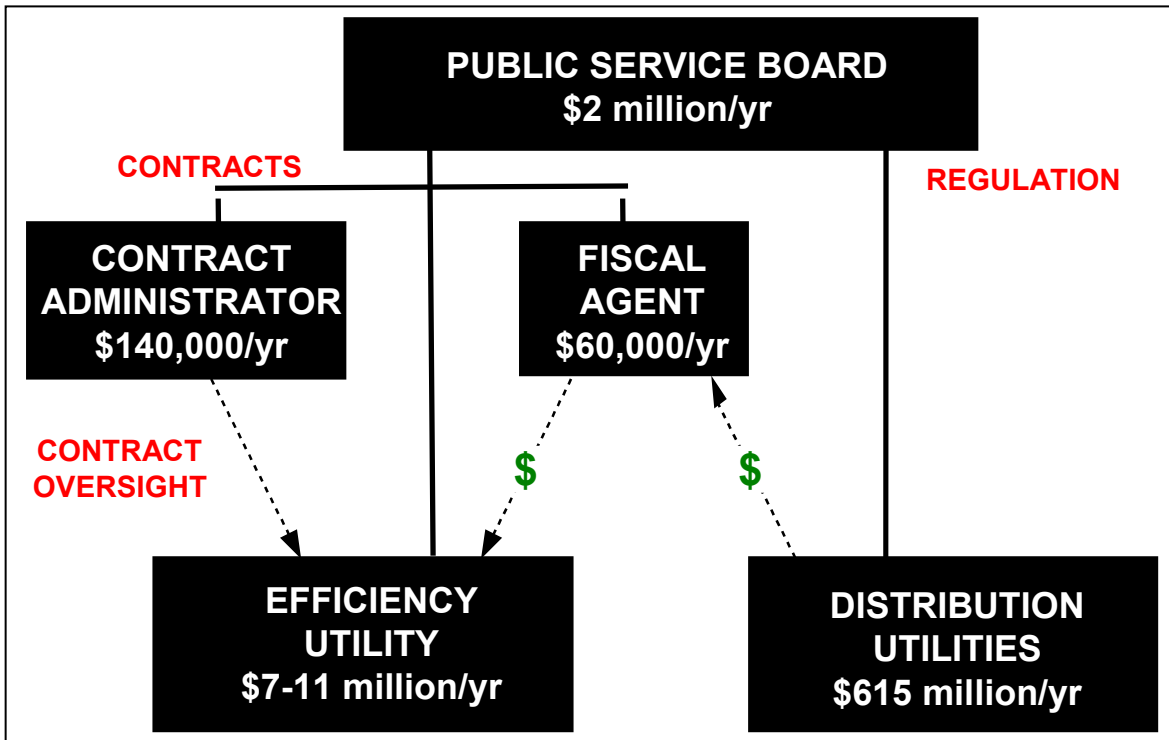 PUBLIC SERVICE BOARD
$2 million/yr
CONTRACTS
REGULATION
CONTRACT
ADMINISTRATOR
$140,000/yr
FISCAL
AGENT
$60,000/yr
CONTRACT
OVERSIGHT
$
$
EFFICIENCY
UTILITY
$7-11 million/yr
DISTRIBUTION
UTILITIES
$615 million/yr